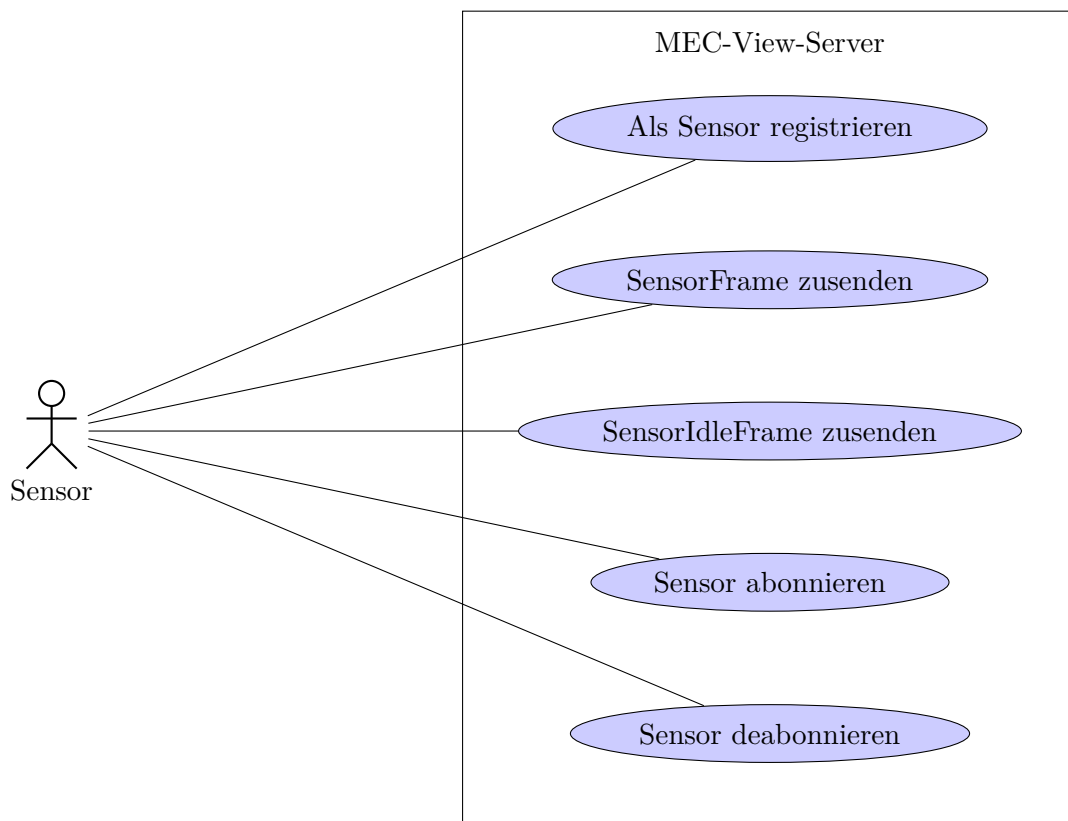 MEC-View-Server
Als Sensor registrieren
SensorFrame zusenden
SensorIdleFrame zusenden
Sensor
Sensor abonnieren
Sensor deabonnieren